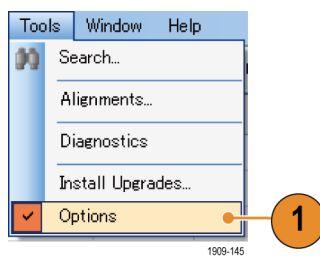 Tools Window Help
Search...
Alignments...
Diagnostics
Install Upgrades...
Options
1
1909-145